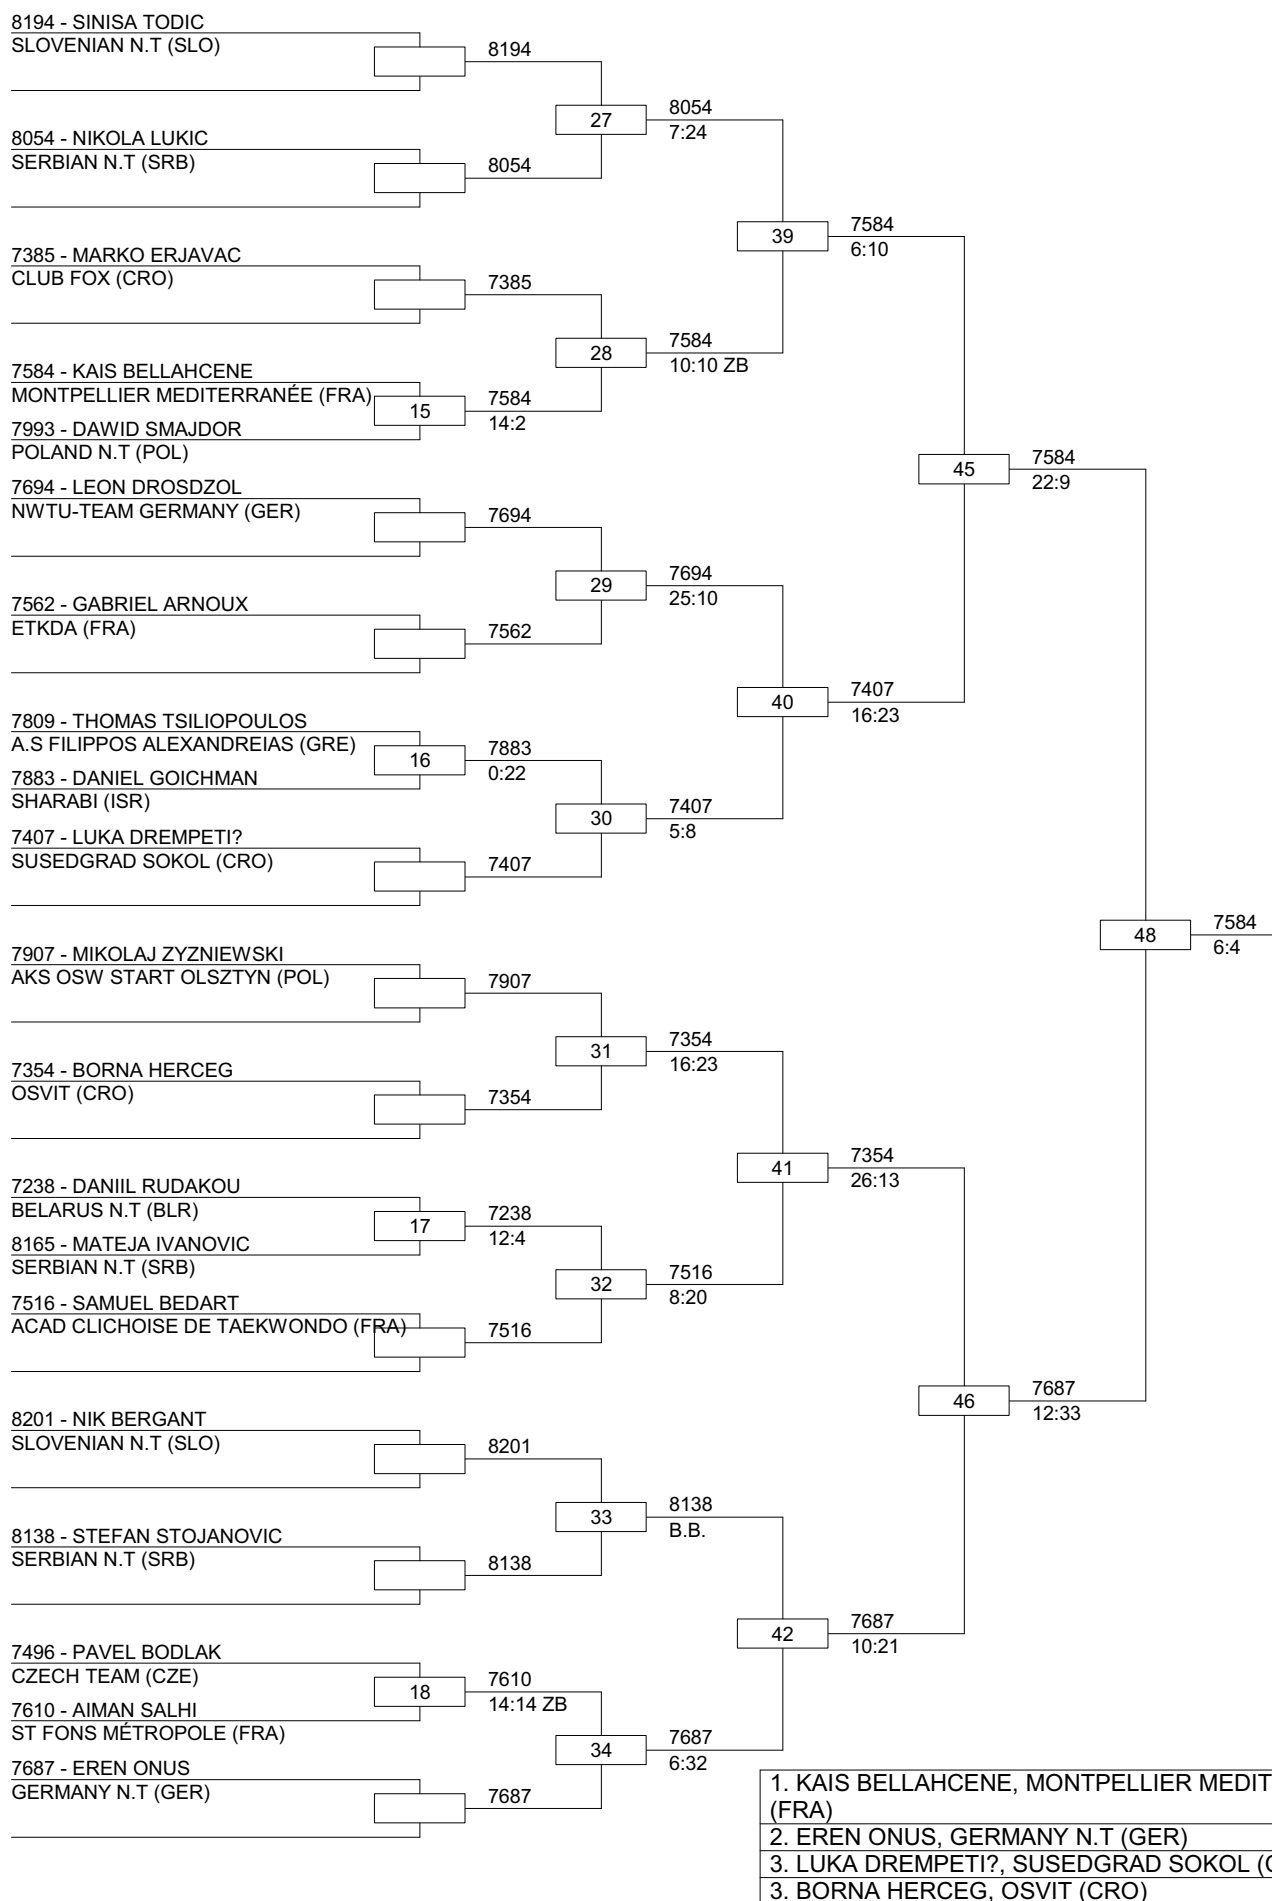 8194 - SINISA TODIC
SLOVENIAN N.T (SLO)
8194
27
8054
7:24
8054 - NIKOLA LUKIC
SERBIAN N.T (SRB)
8054
39
7584
6:10
7385 - MARKO ERJAVAC
CLUB FOX (CRO)
7385
28
7584
10:10 ZB
7584 - KAIS BELLAHCENE
MONTPELLIER MEDITERRANÉE (FRA)
15
7584
14:2
7993 - DAWID SMAJDOR
POLAND N.T (POL)
45
7584
22:9
7694 - LEON DROSDZOL
NWTU-TEAM GERMANY (GER)
7694
29
7694
25:10
7562 - GABRIEL ARNOUX
ETKDA (FRA)
7562
40
7407
16:23
7809 - THOMAS TSILIOPOULOS
A.S FILIPPOS ALEXANDREIAS (GRE)
16
7883
0:22
7883 - DANIEL GOICHMAN
SHARABI (ISR)
30
7407
5:8
7407 - LUKA DREMPETI?
SUSEDGRAD SOKOL (CRO)
7407
48
7584
6:4
7907 - MIKOLAJ ZYZNIEWSKI
AKS OSW START OLSZTYN (POL)
7907
31
7354
16:23
7354 - BORNA HERCEG
OSVIT (CRO)
7354
41
7354
26:13
7238 - DANIIL RUDAKOU
BELARUS N.T (BLR)
17
7238
12:4
8165 - MATEJA IVANOVIC
SERBIAN N.T (SRB)
32
7516
8:20
7516 - SAMUEL BEDART
ACAD CLICHOISE DE TAEKWONDO (FRA)
7516
46
7687
12:33
8201 - NIK BERGANT
SLOVENIAN N.T (SLO)
8201
33
8138
B.B.
8138 - STEFAN STOJANOVIC
SERBIAN N.T (SRB)
8138
42
7687
10:21
7496 - PAVEL BODLAK
CZECH TEAM (CZE)
18
7610
14:14 ZB
7610 - AIMAN SALHI
ST FONS MÉTROPOLE (FRA)
34
7687
6:32
7687 - EREN ONUS
GERMANY N.T (GER)
7687
1. KAIS BELLAHCENE, MONTPELLIER MEDIT
(FRA)
2. EREN ONUS, GERMANY N.T (GER)
3. LUKA DREMPETI?, SUSEDGRAD SOKOL (
3. BORNA HERCEG, OSVIT (CRO)